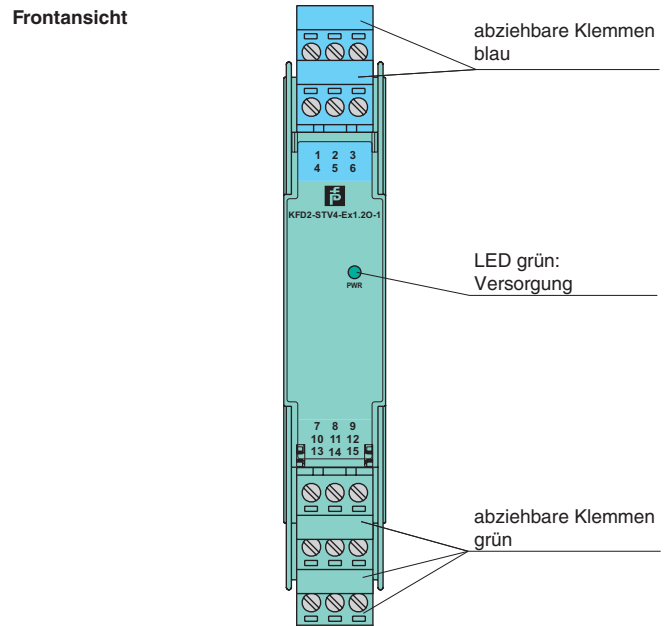 Frontansicht
abziehbare Klemmen
blau
1 2 3
4 5 6
KFD2-STV4-Ex1.2O-1
LED grün:
Versorgung
PWR
7 8 9
10 11 12
13 14 15
abziehbare Klemmen
grün